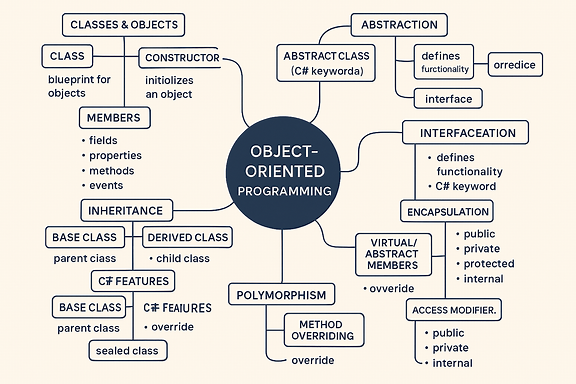 CLASSES & OBJECTS
CLASS
CONSTRUCTOR
blueprint for
objects
initiolizes
an object
MEMBERS
• fields
• properties
• methods
• events
INHERITANCE
BASE CLASS
DERIVED CLASS
parent ciass
• child class
C# FEATURES
BASE CLASS
C# FEAIURES
parent class
• override
sealed class
OBJECT-
ORIENTED
PROGRAMMING
POLYMORPHISM
METHOD
OVERRIDING
override
ABSTRACTION
ABSTRACT CLASS
(C# keyworda)
defines
functionality
orredice
interface
INTERFACEATION
• defines
functionality
• C# keyword
ENCAPSULATION
• public
• private
• protected
• internal
VIRTUAL/
ABSTRACT
MEMBERS
• ovveride
ACCESS MODIFIER.
• public
• private
• internal